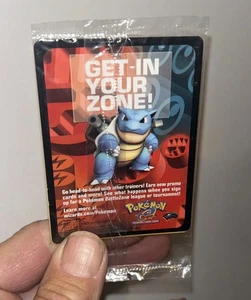 GET-IN
YOUR
ZONE!
Go head-to-head with other trainers! Earn new promo
cards and more! See what happens when you sign
up for a Pokémon BattleZone league or tournament!
Learn more at
wizards.com/Pokemon
Pokémon